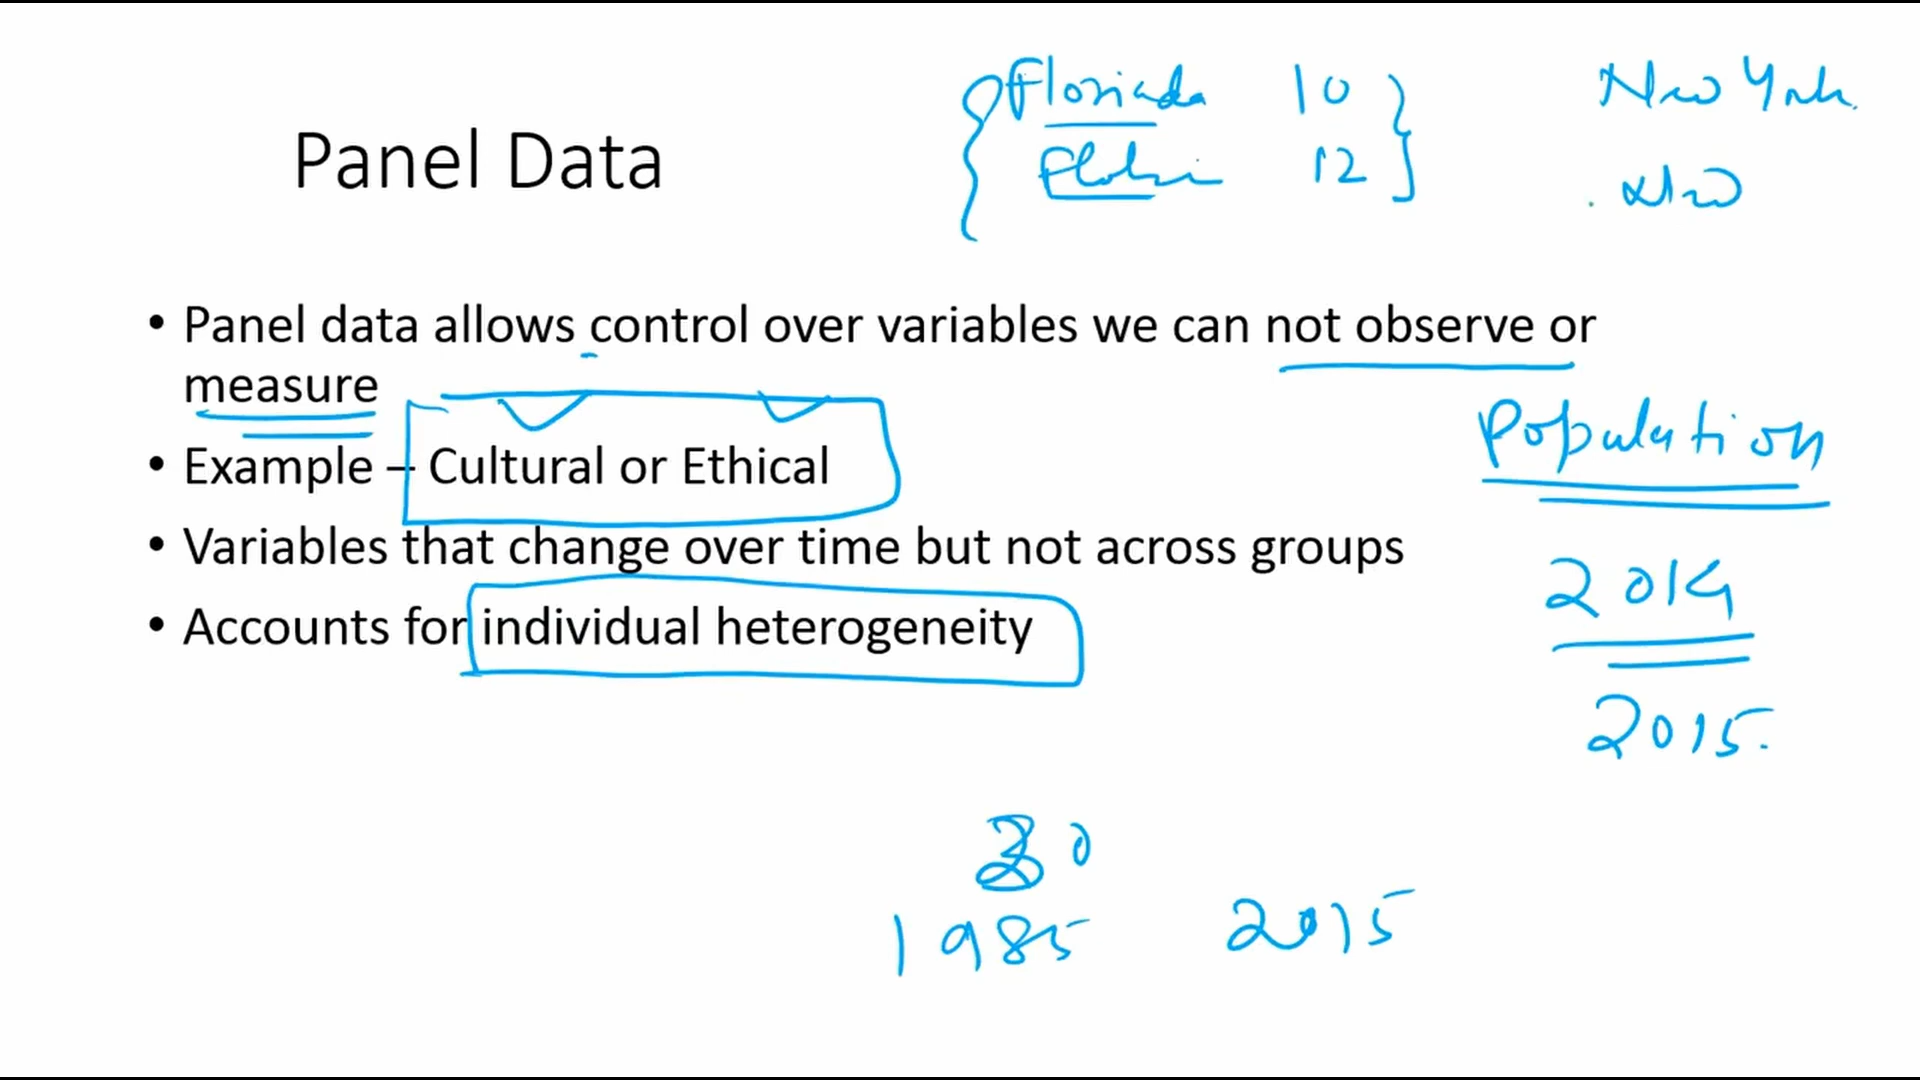 Floriada 10 New York.
12
Panel Data
New
• Panel data allows control over variables we can not observe or
measure
Population
• Example – Cultural or Ethical
• Variables that change over time but not across groups
2014
• Accounts for individual heterogeneity
2015.
30
1985 2015